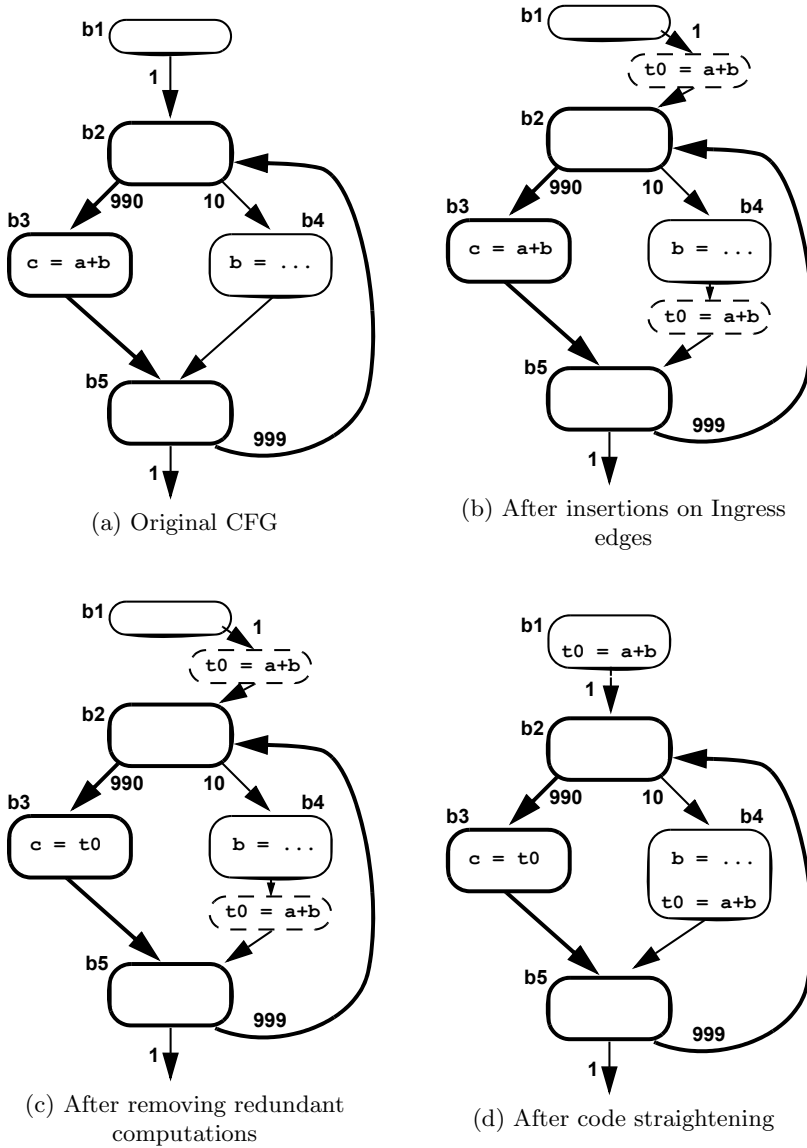 b1
1
b2
990
10
b3
b4
c = a+b
b = ...
b5
999
1
(a) Original CFG
b1
1
t0 = a+b
b2
990
10
b3
b4
c = a+b
b = ...
t0 = a+b
b5
999
1
(b) After insertions on Ingress
edges
b1
1
t0 = a+b
b2
990
10
b3
b4
c = t0
b = ...
t0 = a+b
b5
999
1
(c) After removing redundant
computations
b1
t0 = a+b
1
b2
990
10
b3
b4
c = t0
b = ...
t0 = a+b
b5
999
1
(d) After code straightening